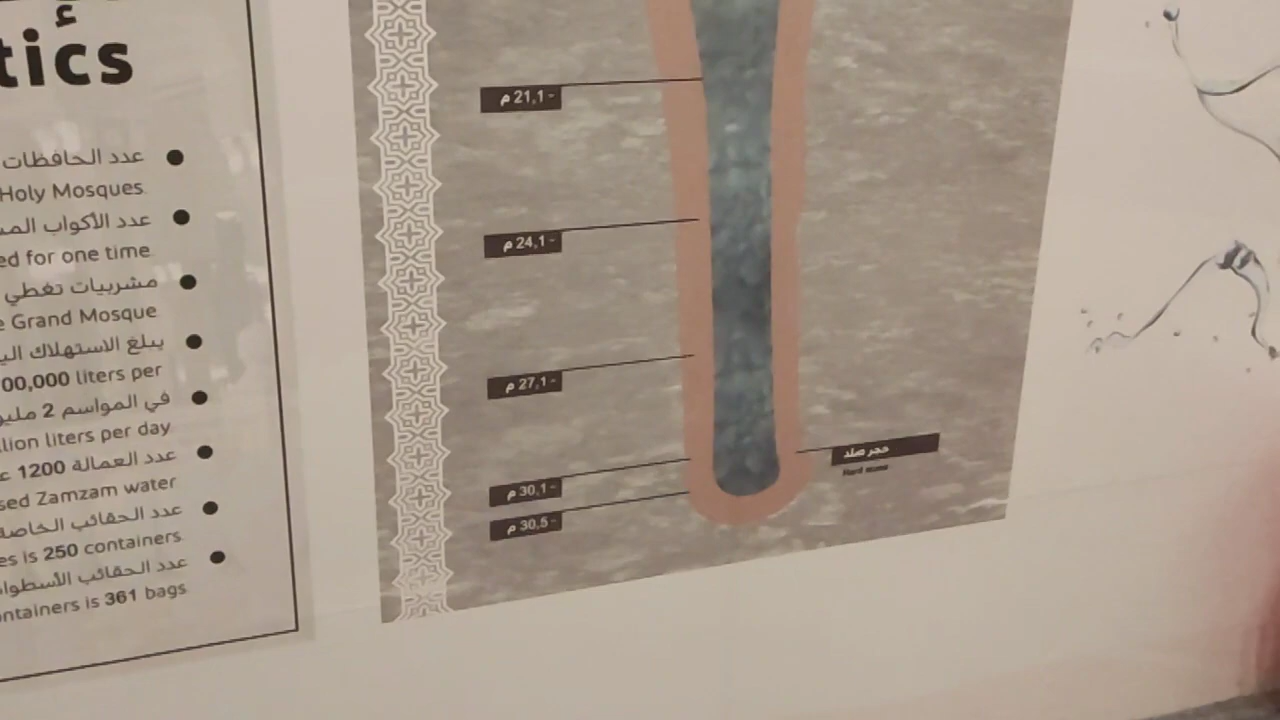 tics
عدد الحافظات
Holy Mosques
عدد الأكواب
ed for one time
مشربيات تغطي
e Grand Mosque
يبلغ الاستهلاك
00,000 liters per
في المواسم 2
llion liters per day
عدد العمالة 1200
sed Zamzam water
عدد الحقائب الخاصة
es is 250 containers
عدد الحقائب
ntainers is 361 bags
-21,1 م
-24,1 م
-27,1 م
-30,1 م
-30,5 م
حجر صلد
Hard stone